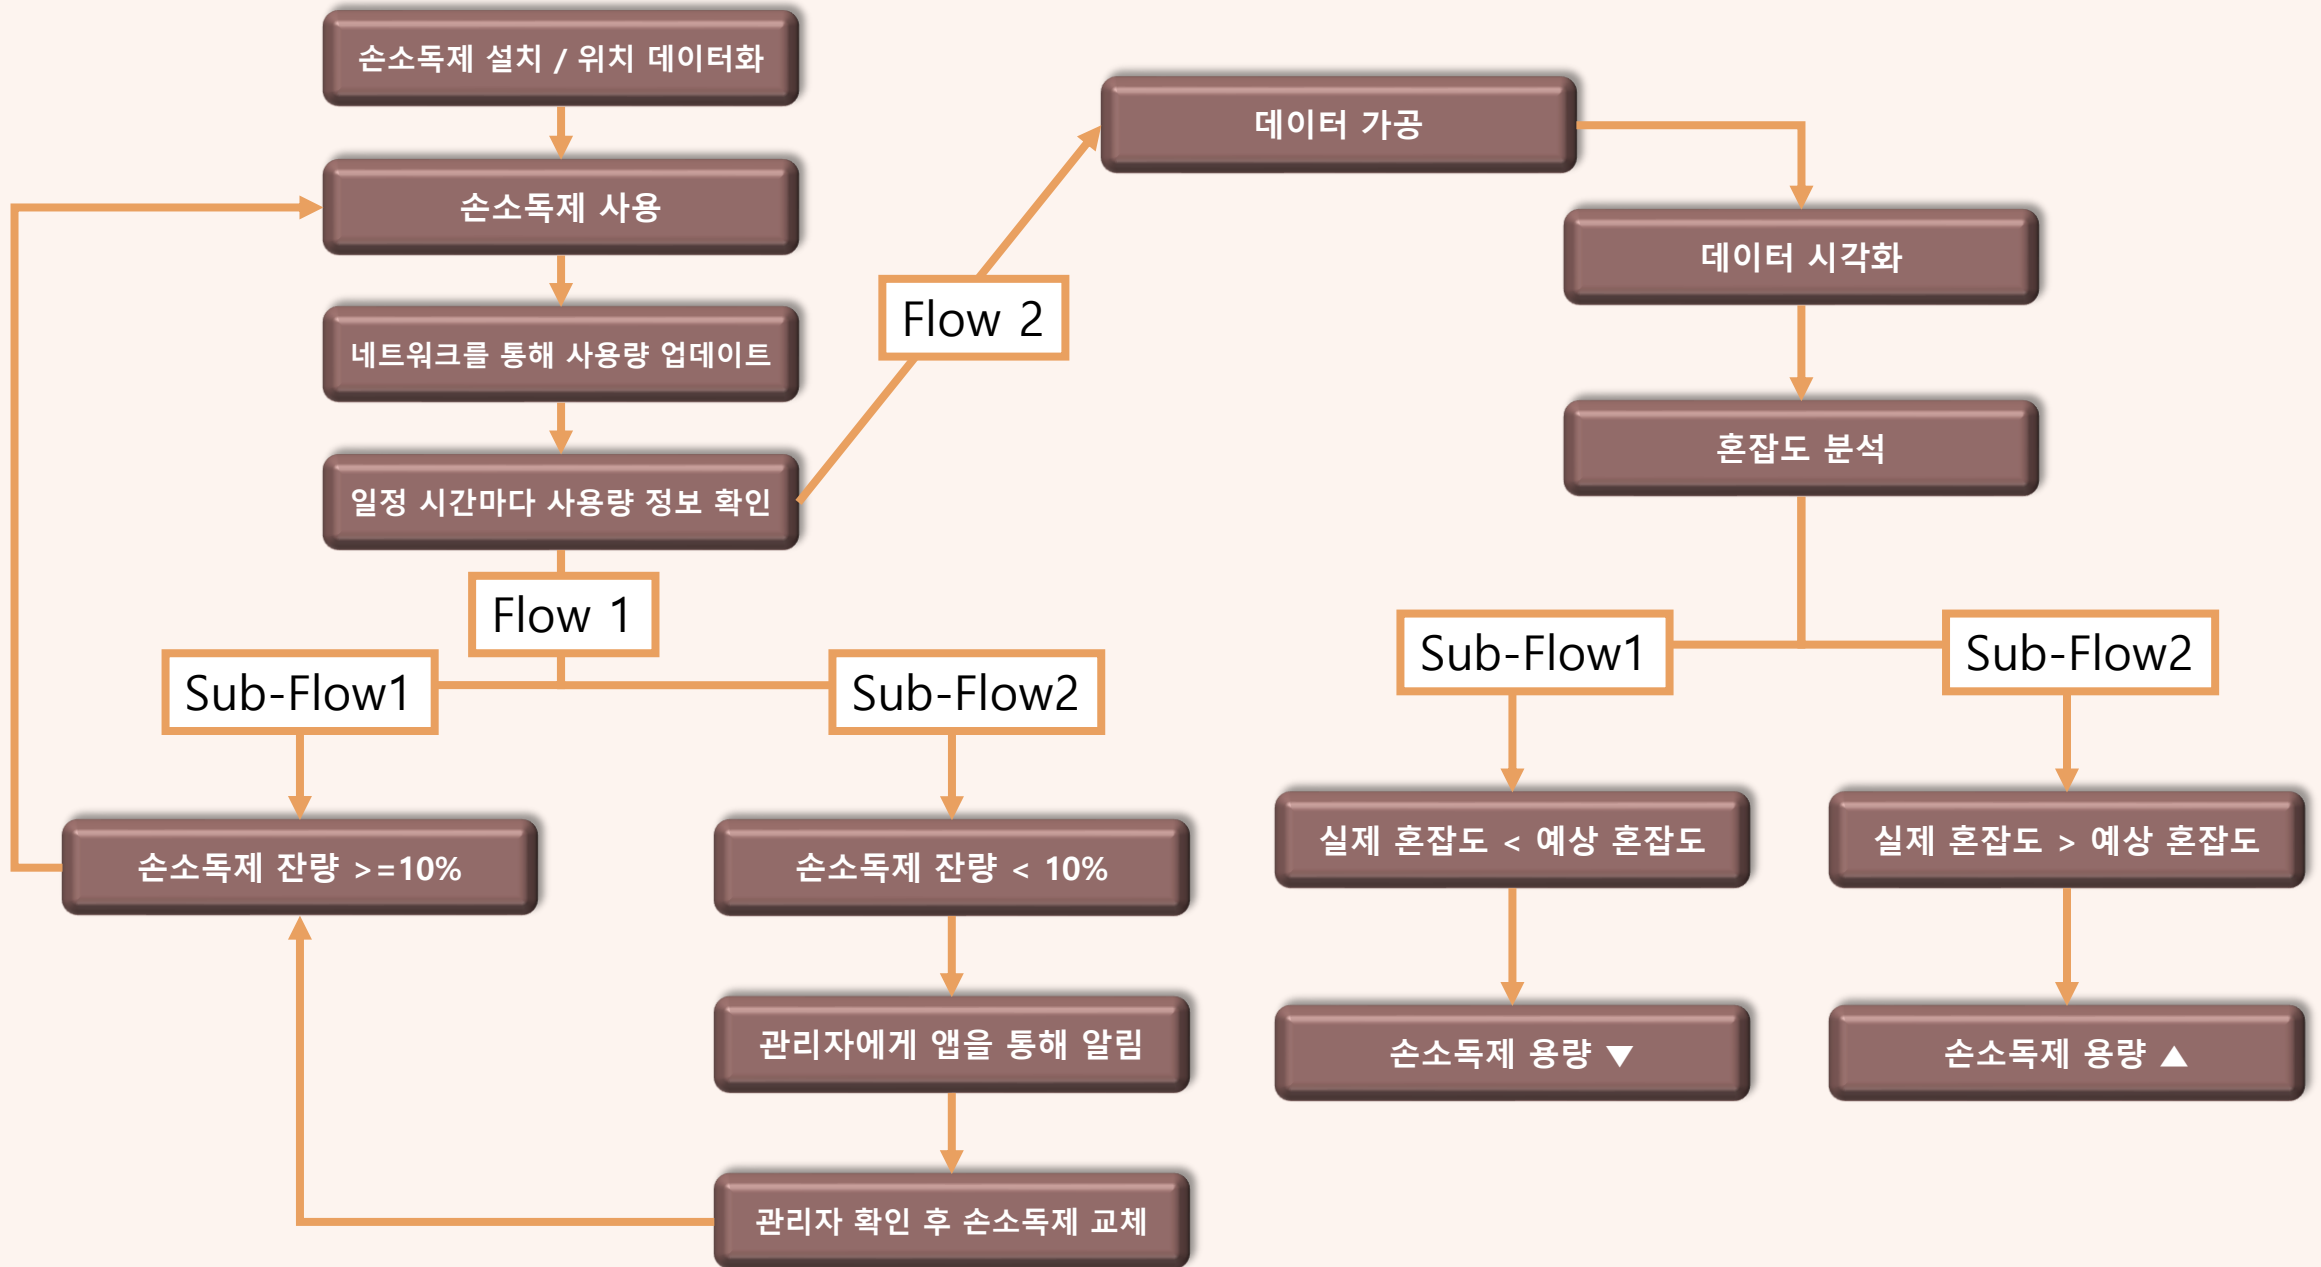 손소독제 설치 / 위치 데이터화
손소독제 사용
네트워크를 통해 사용량 업데이트
일정 시간마다 사용량 정보 확인
Flow 1
Sub-Flow1
Sub-Flow2
손소독제 잔량 >=10%
손소독제 잔량 < 10%
관리자에게 앱을 통해 알림
관리자 확인 후 손소독제 교체
Flow 2
데이터 가공
데이터 시각화
혼잡도 분석
Sub-Flow1
Sub-Flow2
실제 혼잡도 < 예상 혼잡도
실제 혼잡도 > 예상 혼잡도
손소독제 용량 ▼
손소독제 용량 ▲